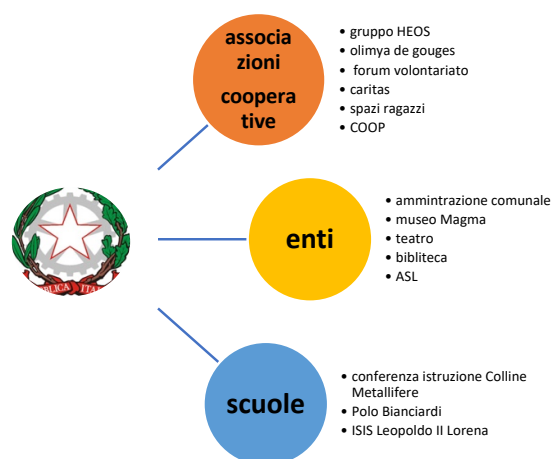 associa
zioni
coopera
tive
• gruppo HEOS
• olimya de gouges
• forum volontariato
• caritas
• spazi ragazzi
• COOP
enti
• ammintrazione comunale
• museo Magma
• teatro
• bibliteca
• ASL
scuole
• conferenza istruzione Colline
Metallifere
• Polo Bianciardi
• ISIS Leopoldo II Lorena